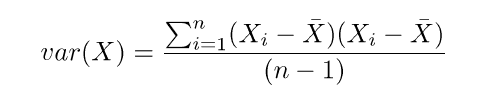 var(X) = \frac{\sum_{i=1}^{n}(X_i - \bar{X})(X_i - \bar{X})}{(n-1)}